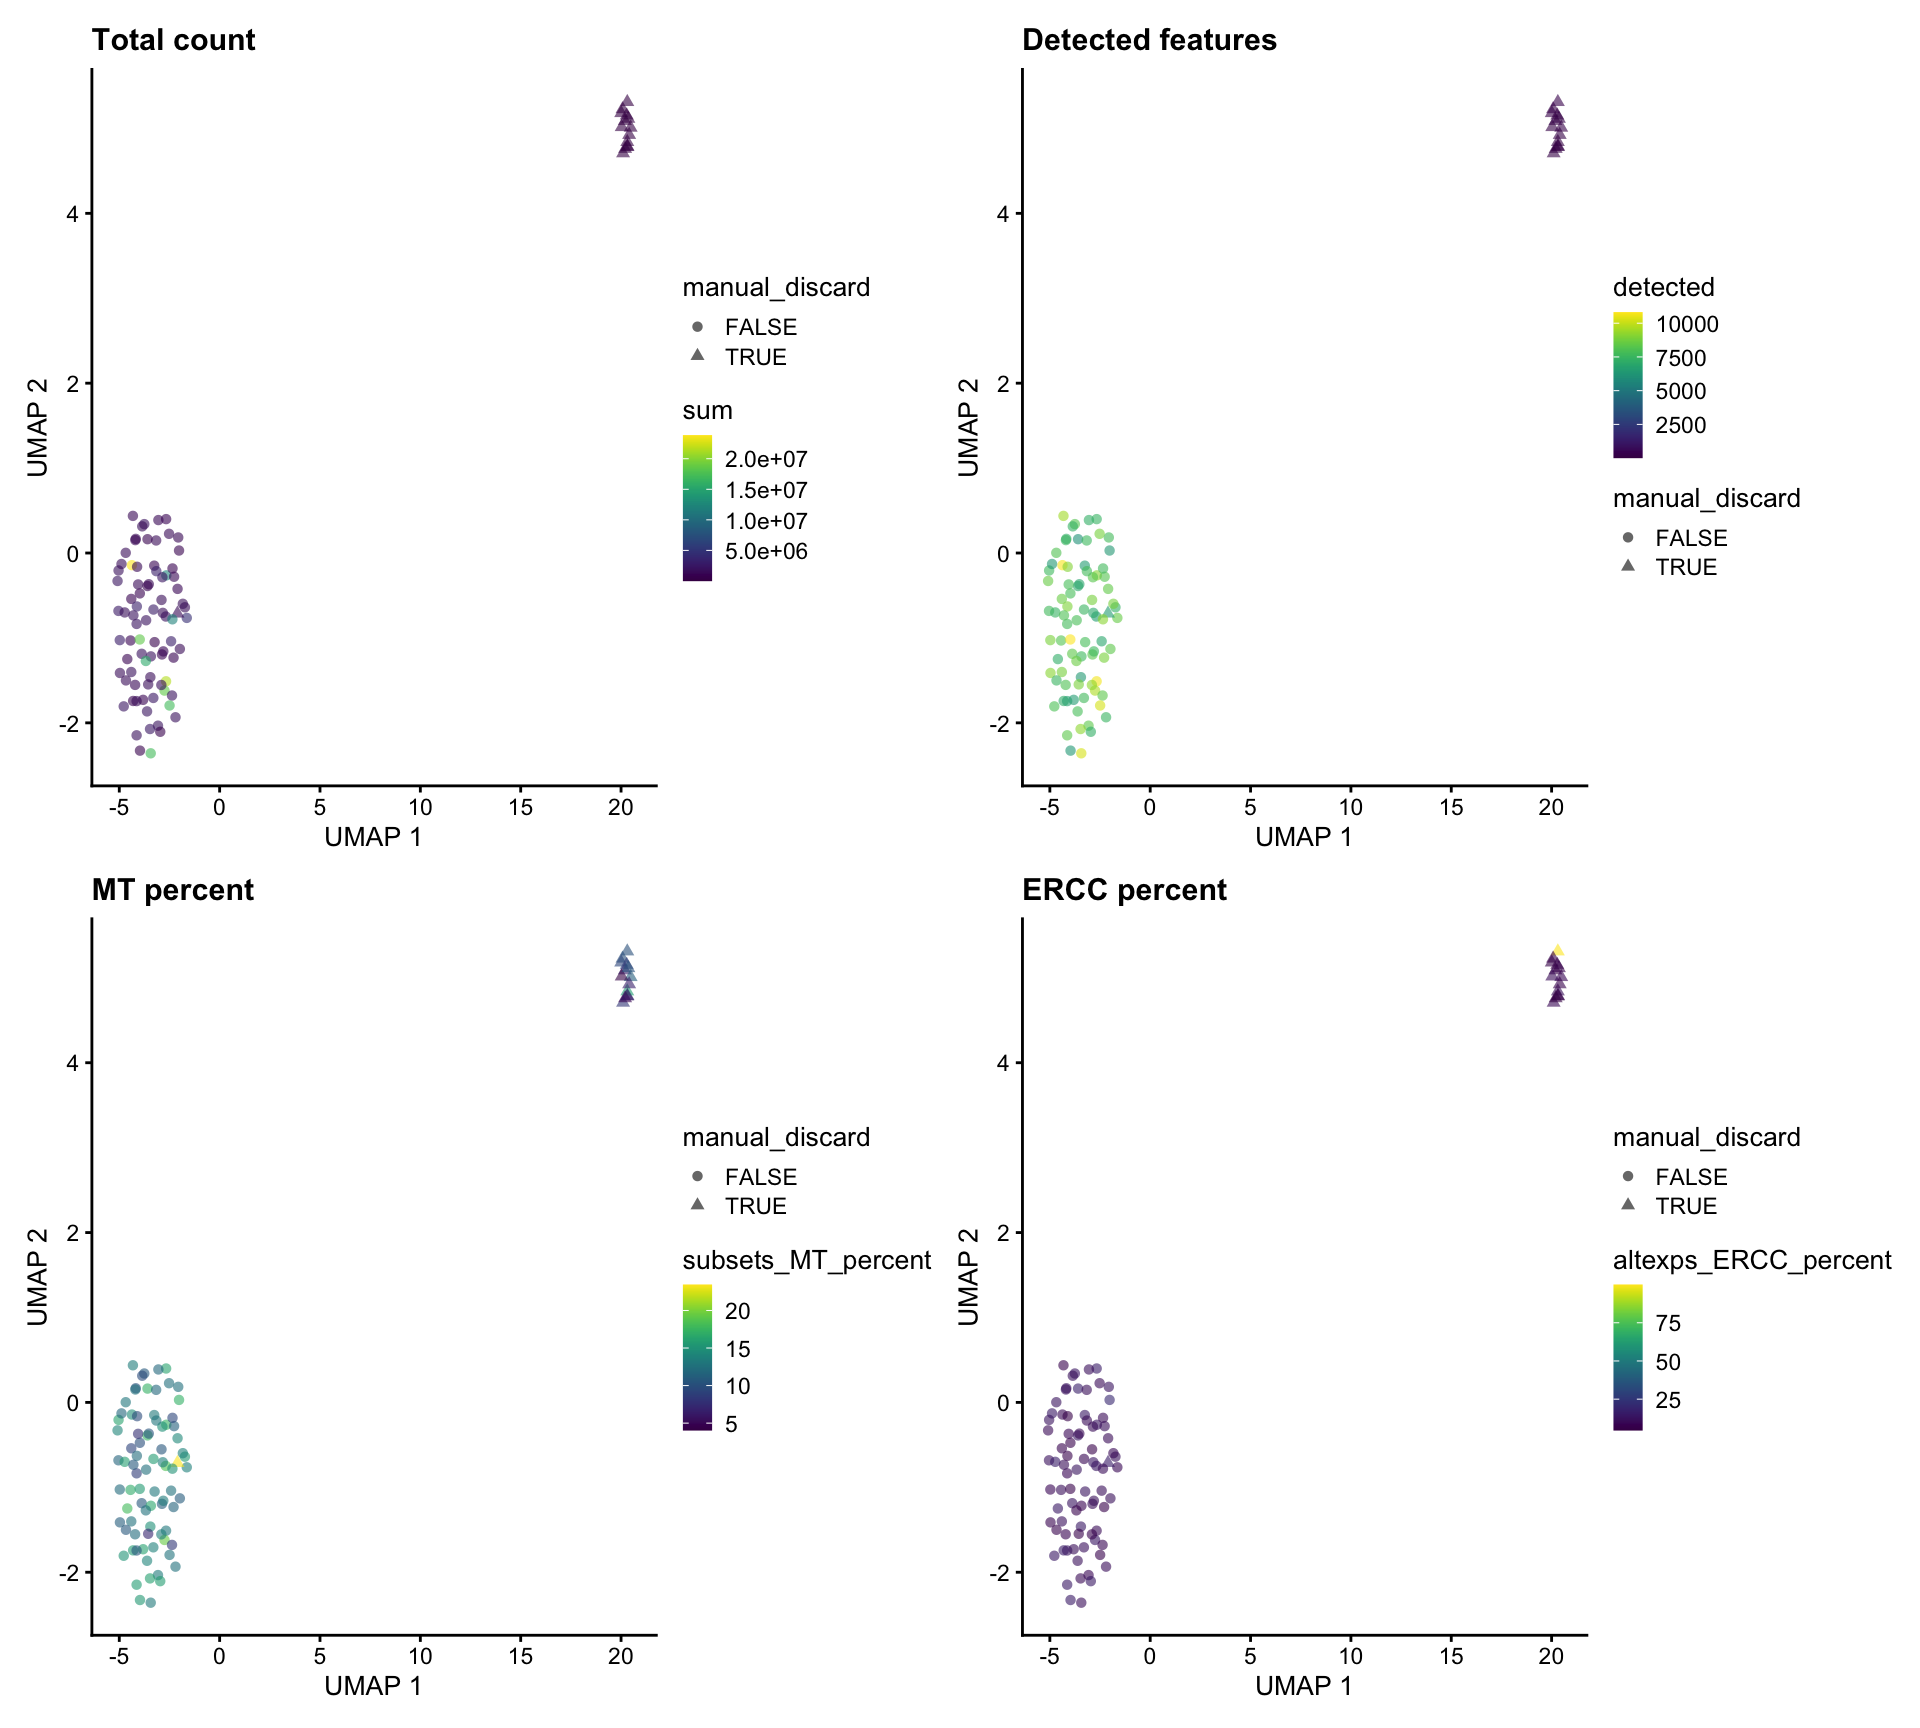 Total count
4
2
0
-2
UMAP 2
-5 0 5 10 15 20
UMAP 1
manual_discard
FALSE
TRUE
sum
2.0e+07
1.5e+07
1.0e+07
5.0e+06
Detected features
4
2
0
-2
UMAP 2
-5 0 5 10 15 20
UMAP 1
detected
10000
7500
5000
2500
manual_discard
FALSE
TRUE
MT percent
4
2
0
-2
UMAP 2
-5 0 5 10 15 20
UMAP 1
manual_discard
FALSE
TRUE
subsets_MT_percent
20
15
10
5
ERCC percent
4
2
0
-2
UMAP 2
-5 0 5 10 15 20
UMAP 1
manual_discard
FALSE
TRUE
altexps_ERCC_percent
75
50
25